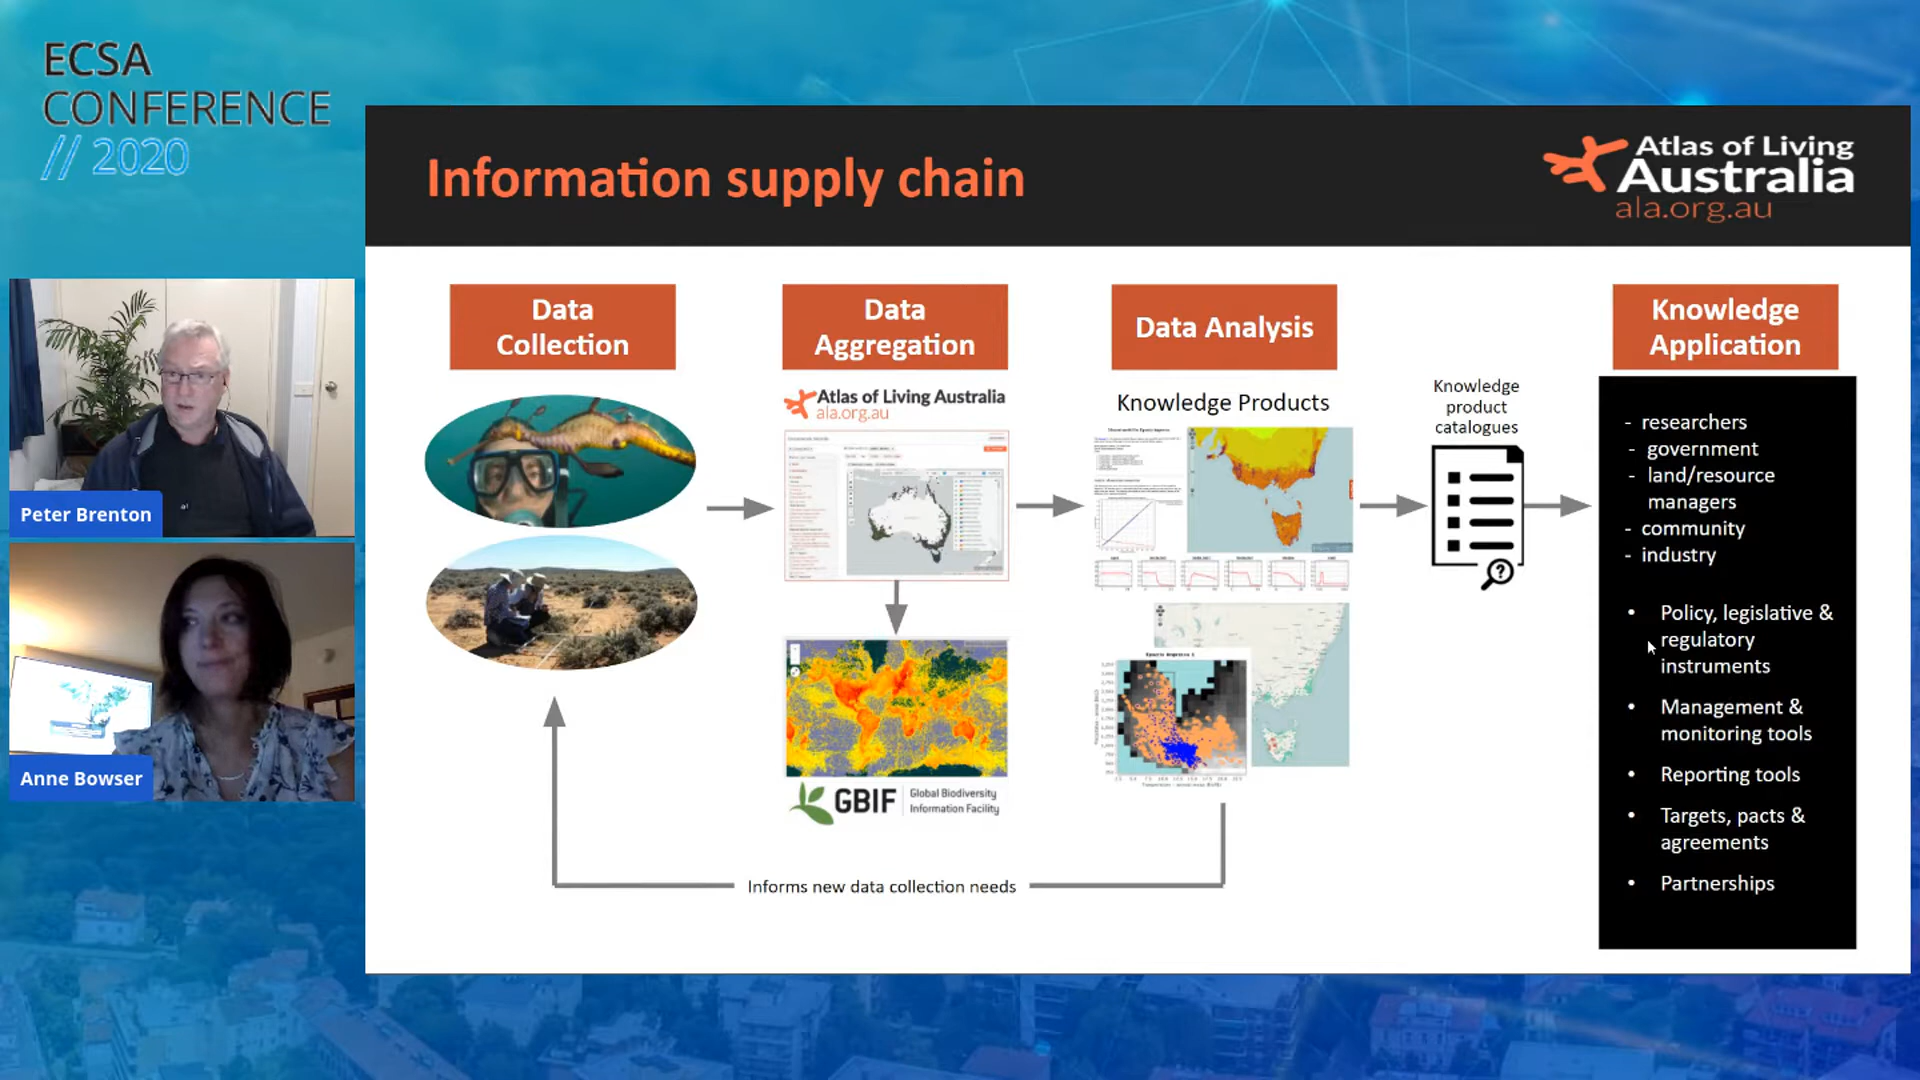 ECSA
CONFERENCE
// 2020
Information supply chain
Atlas of Living
Australia
ala.org.au
Peter Brenton
Anne Bowser
Data
Collection
Data
Aggregation
Atlas of Living Australia
ala.org.au
GBIF
Global Biodiversity
Information Facility
Data Analysis
Knowledge Products
Knowledge
product
catalogues
?
Knowledge
Application
- researchers
- government
- land/resource
managers
- community
- industry
• Policy, legislative &
regulatory
instruments
• Management &
monitoring tools
• Reporting tools
• Targets, pacts &
agreements
• Partnerships
Informs new data collection needs